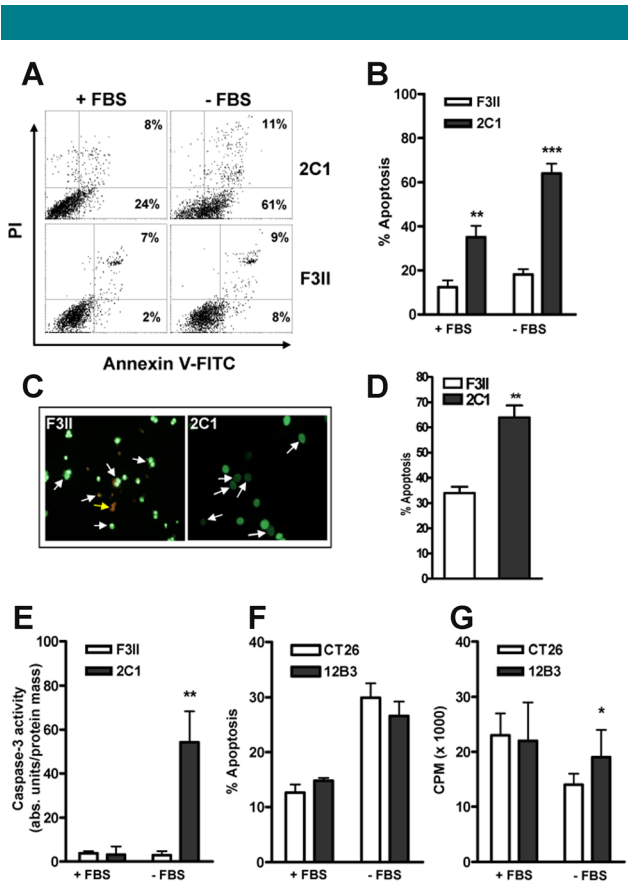 A
+ FBS - FBS
8% 11%
2C1
24% 61%
7% 9%
F3II
2% 8%
PI
Annexin V-FITC
B
100
80
60
40
20
0
% Apoptosis
F3II
2C1
**
***
+ FBS - FBS
C
F3II 2C1
D
80
70
60
50
40
30
20
10
0
% Apoptosis
F3II
2C1
**
E
100
80
60
40
20
0
Caspase-3 activity
(abs. units/protein mass)
F3II
2C1
**
+ FBS - FBS
F
40
30
20
10
0
% Apoptosis
CT26
12B3
+ FBS - FBS
G
40
30
20
10
0
CPM (x 1000)
CT26
12B3
*
+ FBS - FBS